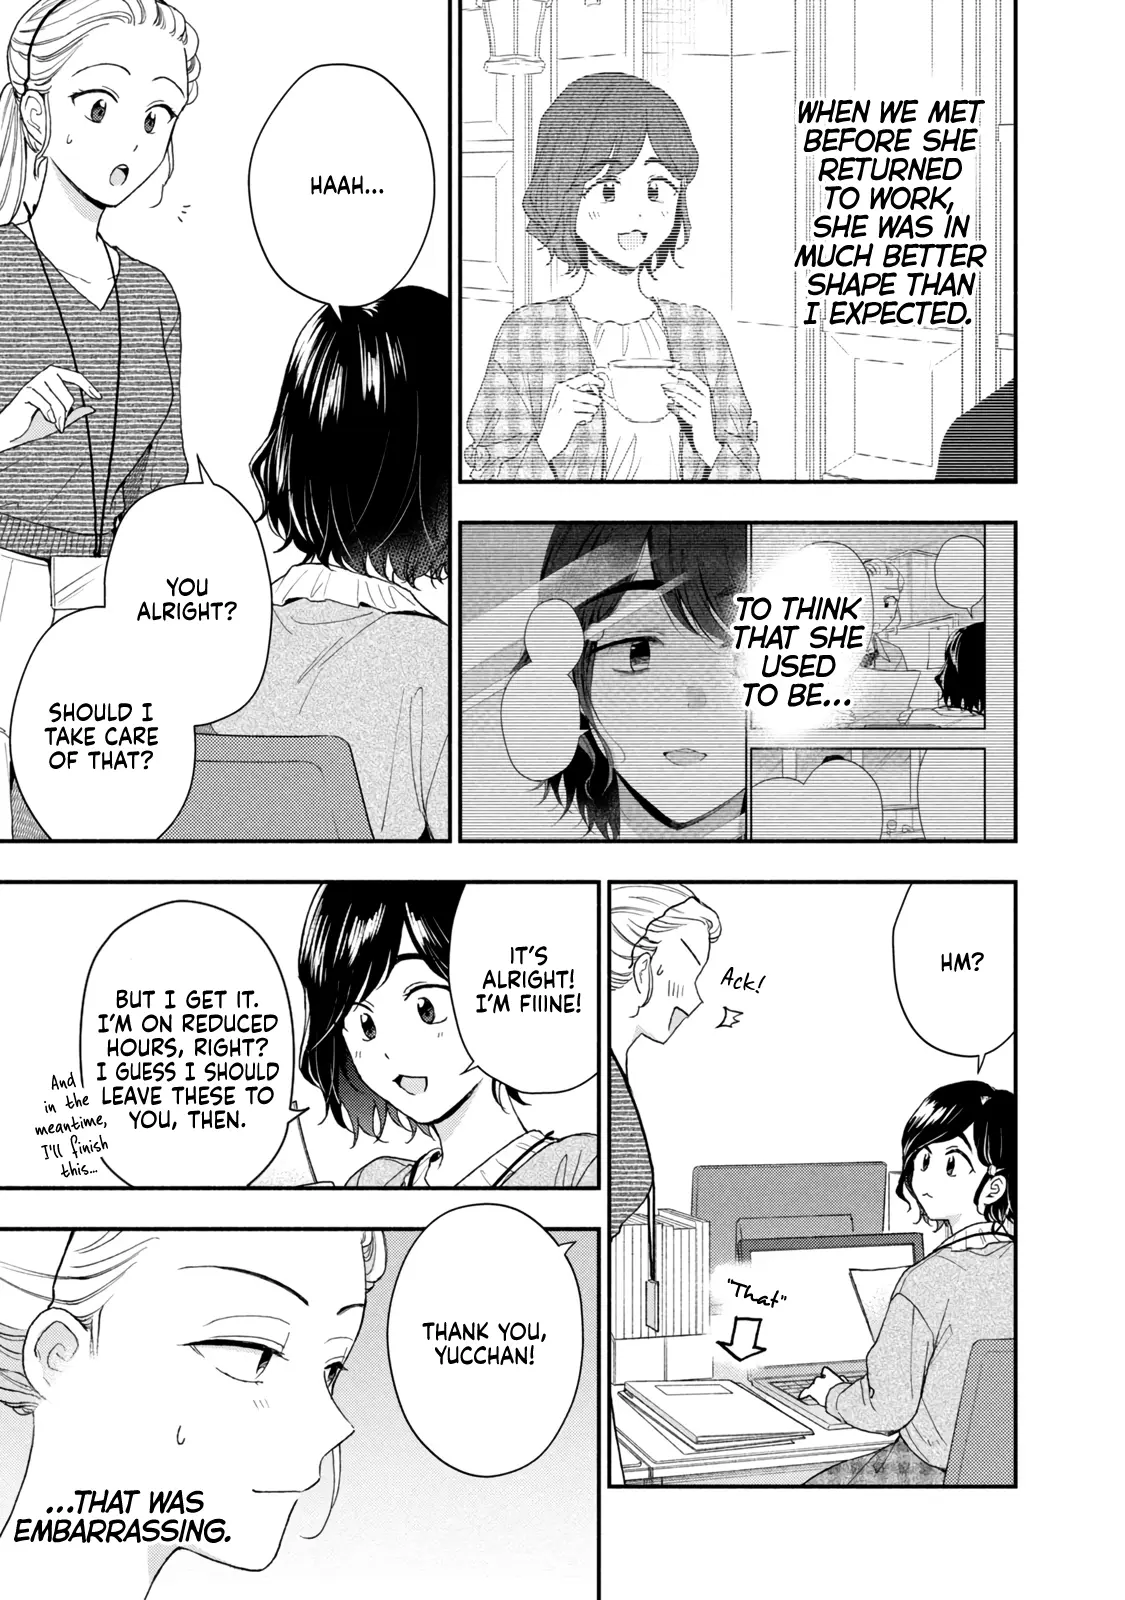 WHEN WE MET
BEFORE SHE
RETURNED
TO WORK,
SHE WAS IN
MUCH BETTER
SHAPE THAN
I EXPECTED.
TO THINK
THAT SHE
USED
TO BE...
HAAH...
YOU
ALRIGHT?
SHOULD I
TAKE CARE
OF THAT?
HM?
Ack!
"That"
IT'S
ALRIGHT!
I'M FIIINE!
BUT I GET IT.
I'M ON REDUCED
HOURS, RIGHT?
I GUESS I SHOULD
LEAVE THESE TO
YOU, THEN.
And
in the
meantime,
I'll finish
this...
THANK YOU,
YUCCHAN!
...THAT WAS
EMBARRASSING.